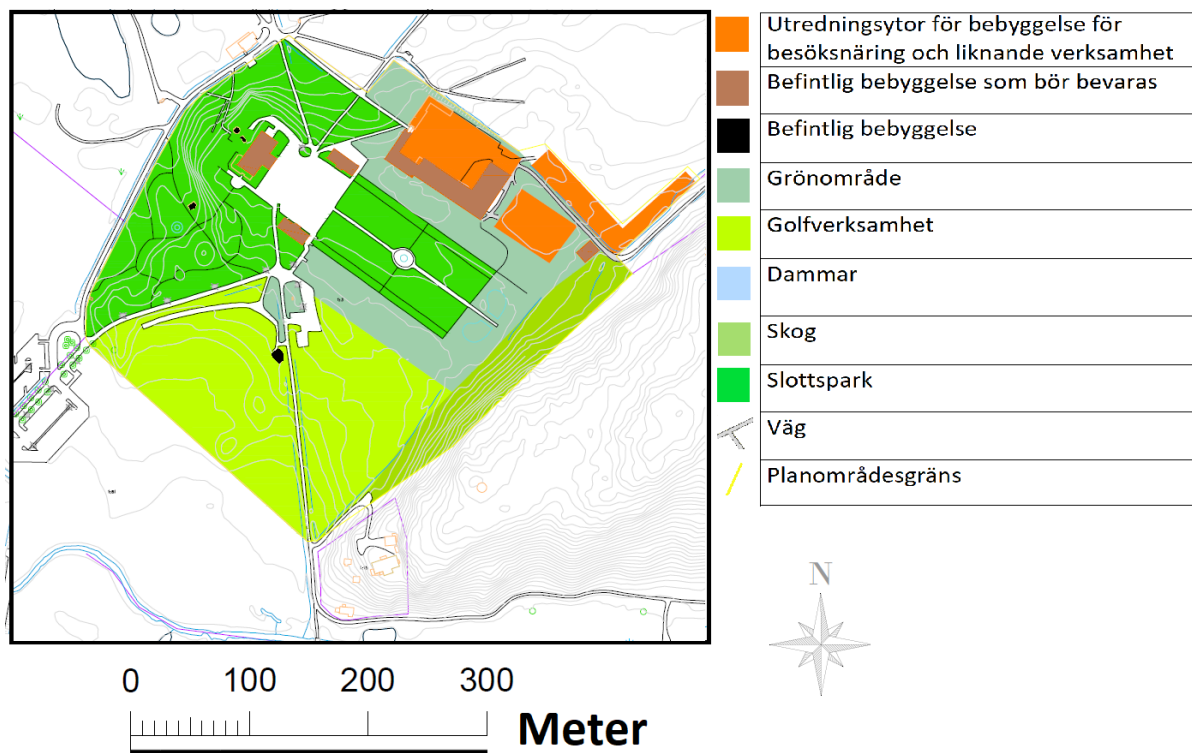 Utredningsytor för bebyggelse för
besöksnäring och liknande verksamhet
Befintlig bebyggelse som bör bevaras
Befintlig bebyggelse
Grönområde
Golfverksamhet
Dammar
Skog
Slottspark
Väg
Planområdesgräns
N
0 100 200 300
Meter